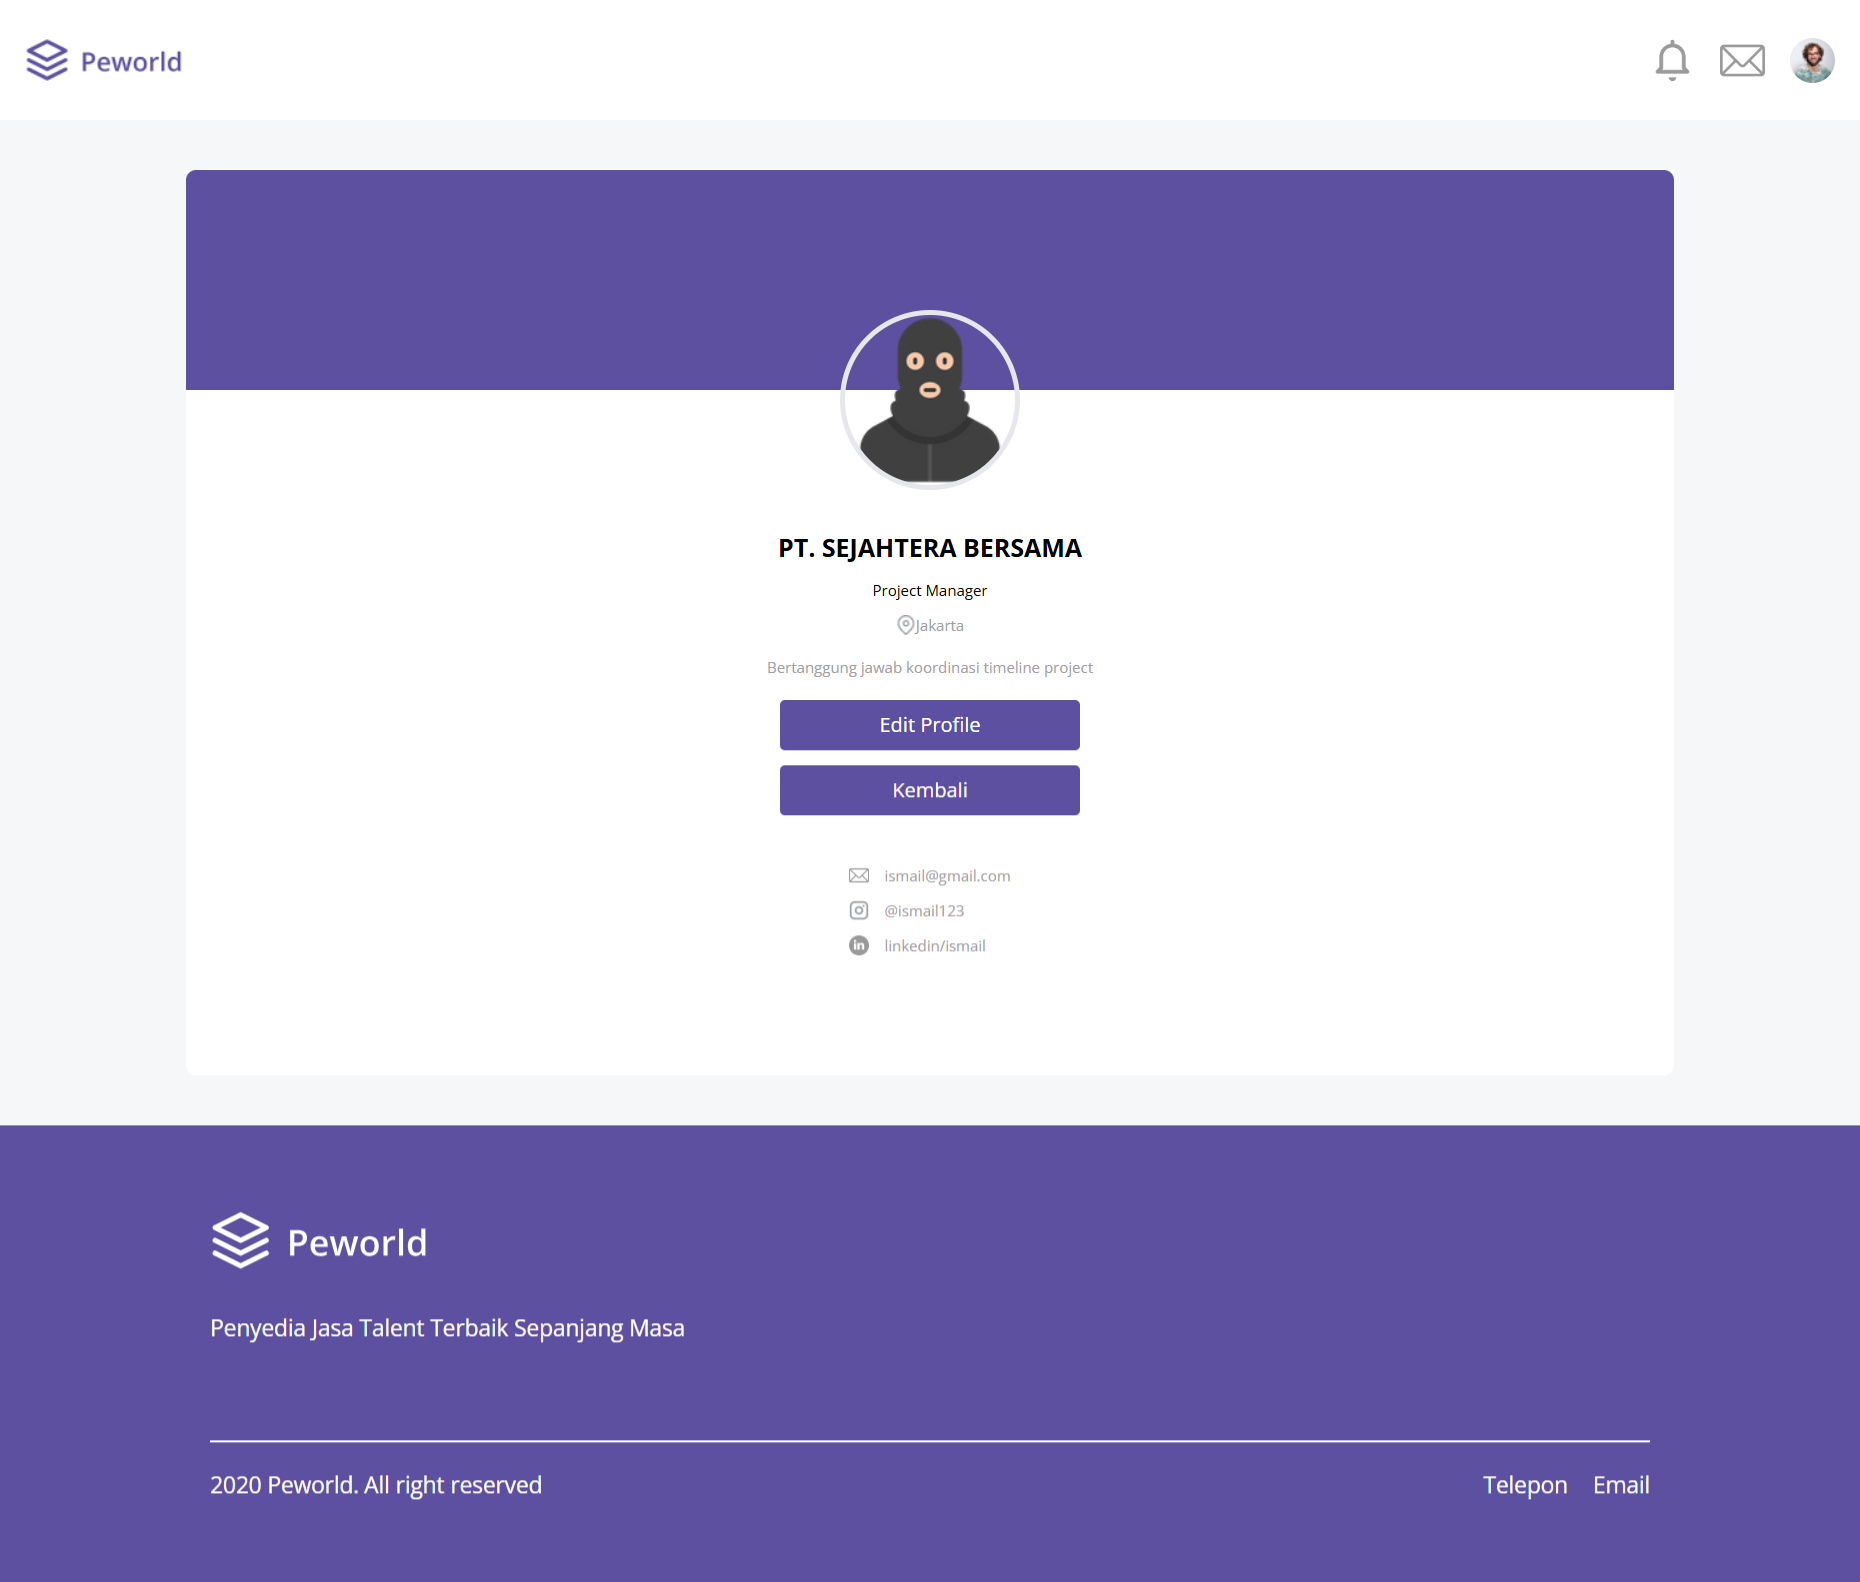 Peworld
PT. SEJAHTERA BERSAMA
Project Manager
Jakarta
Bertanggung jawab koordinasi timeline project
Edit Profile
Kembali
ismail@gmail.com
@ismail123
in linkedin/ismail
Peworld
Penyedia Jasa Talent Terbaik Sepanjang Masa
2020 Peworld. All right reserved
Telepon Email